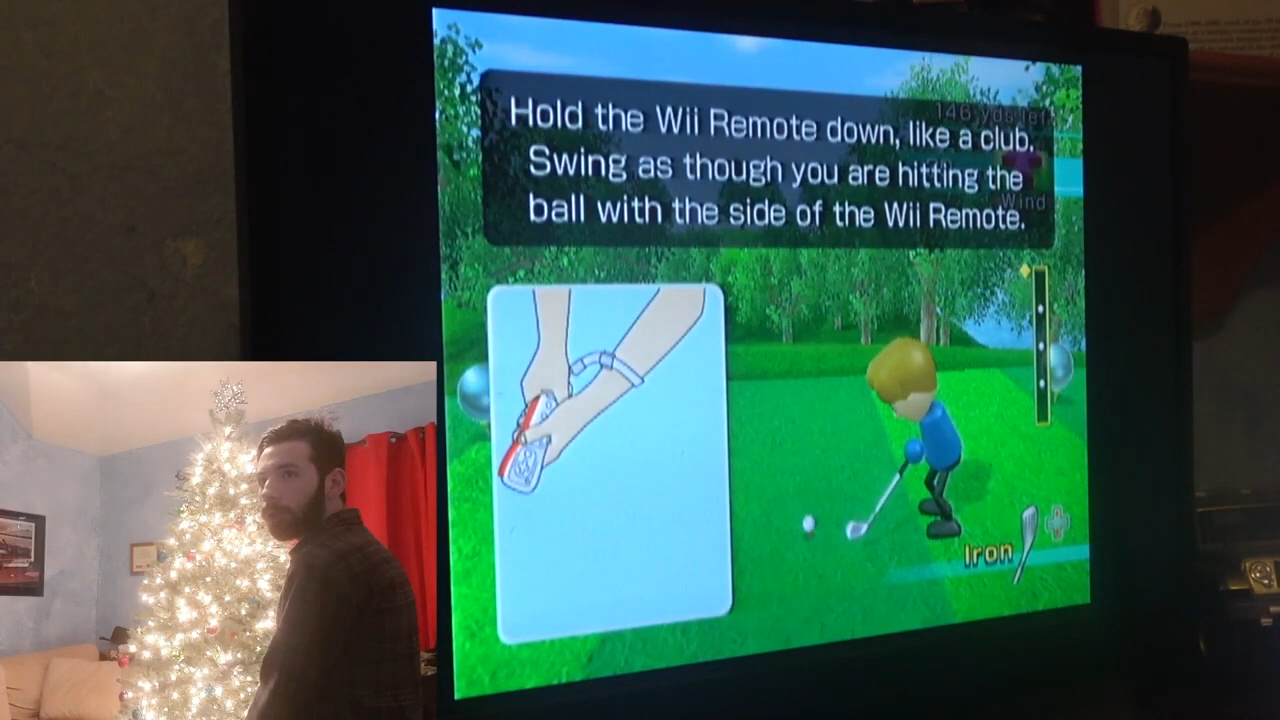 Hold the Wii Remote down, like a club.
Swing as though you are hitting the
ball with the side of the Wii Remote.
146 yds left
Wind
Iron